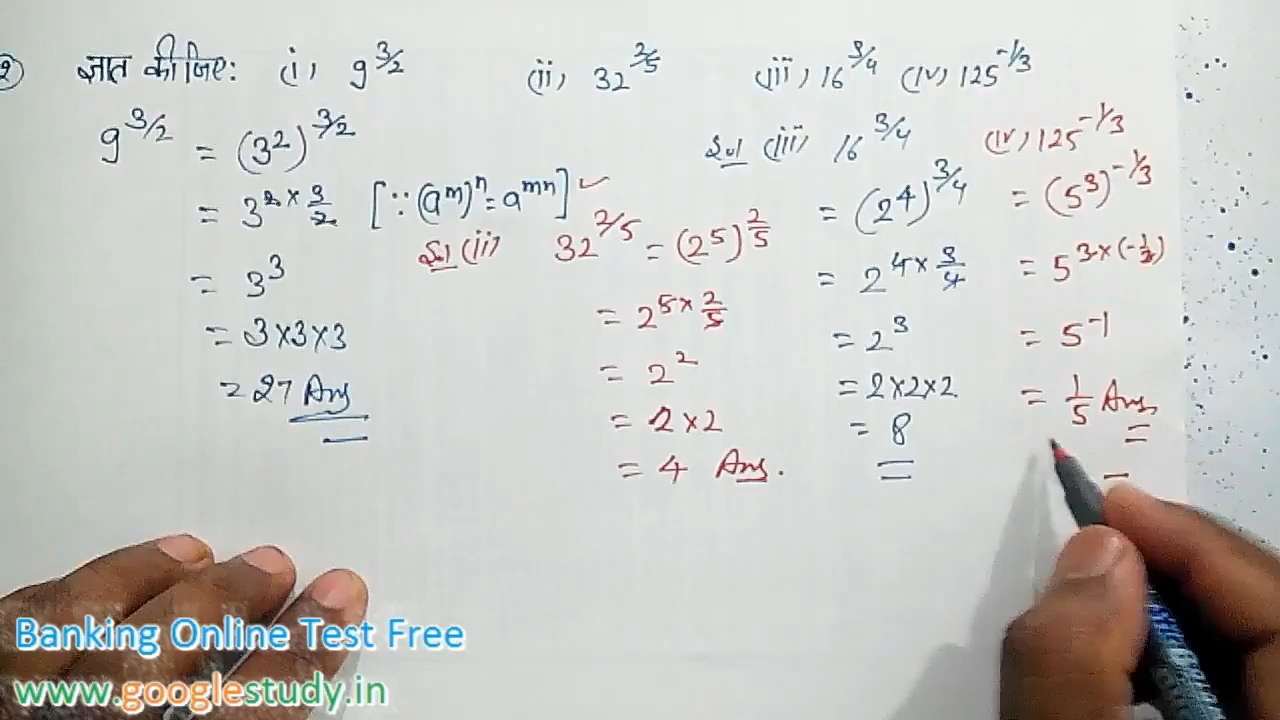 2) ज्ञात कीजिए: (i) 9^3/2 (ii) 32^2/5 (iii) 16^3/4 (iv) 125^-1/3
9^3/2 = (3^2)^3/2
= 3^2×3/2 [∵ (a^m)^n = a^mn] ✓
= 3^3
= 3×3×3
= 27 Ans
Sol (ii) 32^2/5 = (2^5)^2/5
= 2^5×2/5
= 2^2
= 2×2
= 4 Ans.
Sol (iii) 16^3/4
= (2^4)^3/4
= 2^4×3/4
= 2^3
= 2×2×2
= 8
(iv) 125^-1/3
= (5^3)^-1/3
= 5^3×(-1/3)
= 5^-1
= 1/5 Ans.
Banking Online Test Free
www.googlestudy.in